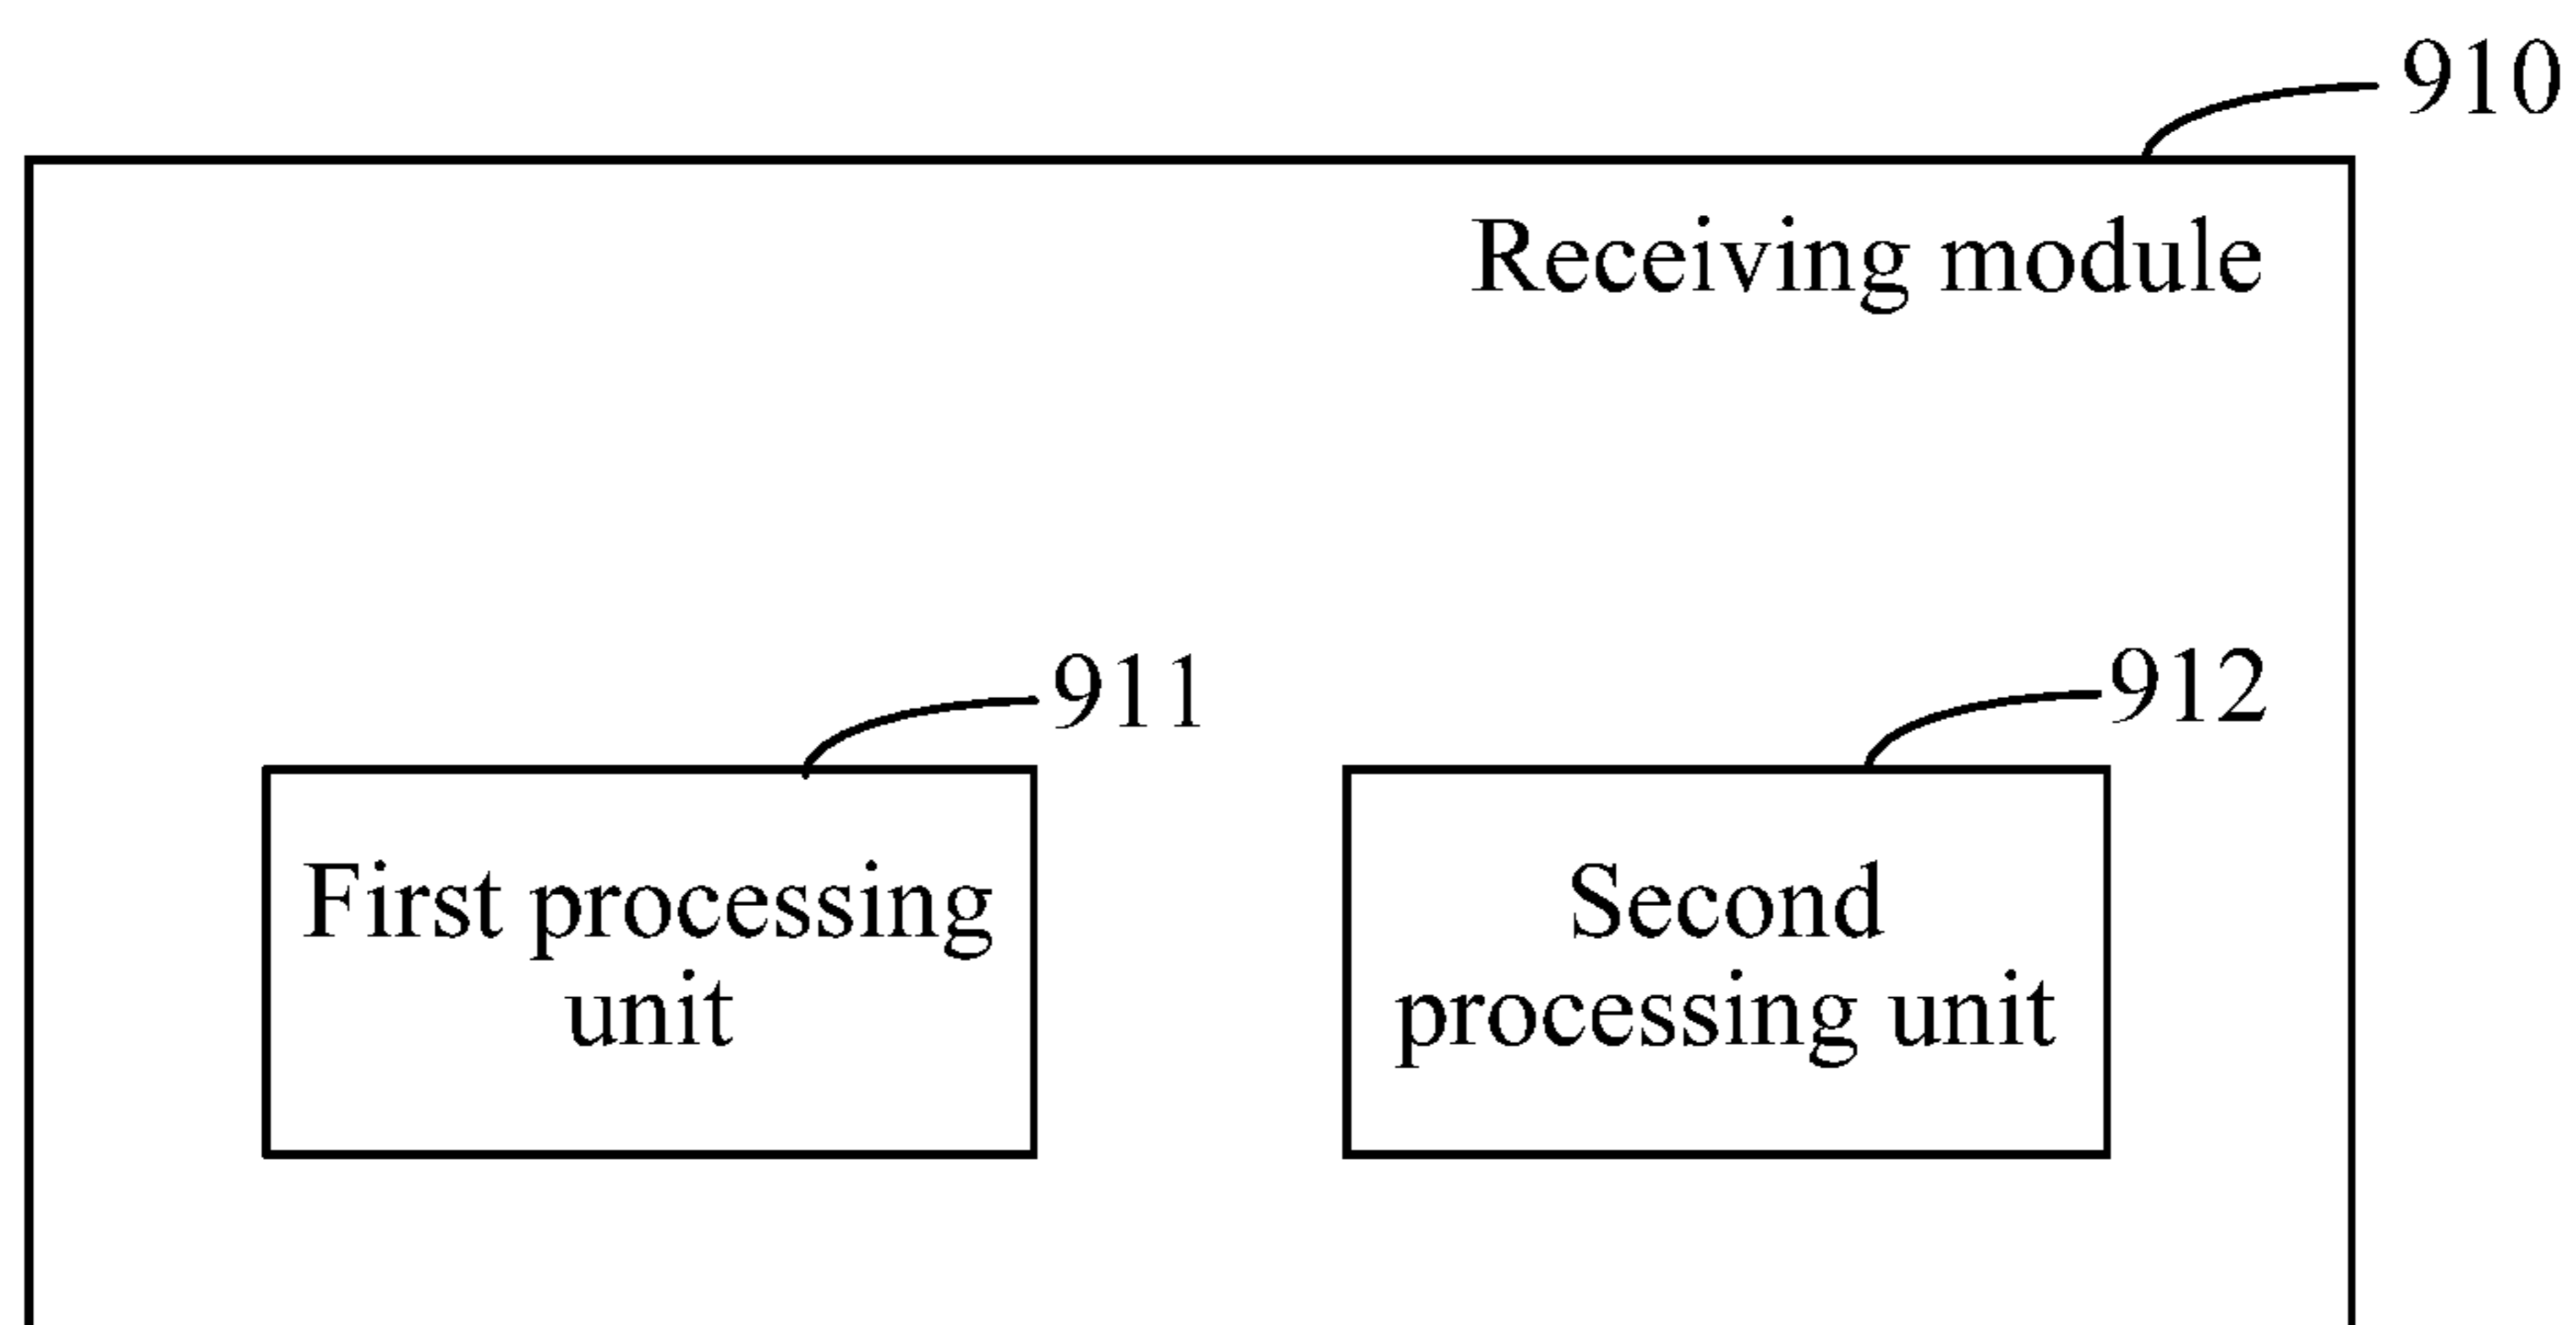 910
Receiving module
911
912
First processing
unit
Second
processing unit